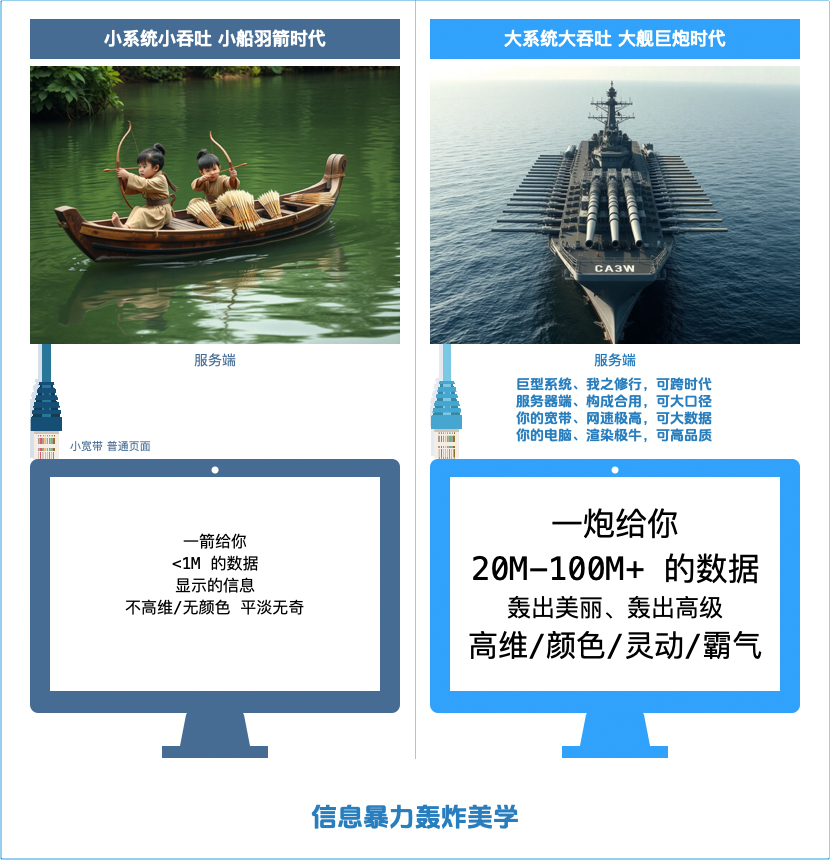 小系统小吞吐 小船羽箭时代
服务端
小宽带 普通页面
一箭给你
<1M 的数据
显示的信息
不高维/无颜色 平淡无奇
大系统大吞吐 大舰巨炮时代
CA3W
服务端
巨型系统、我之修行，可跨时代
服务器端、构成合用，可大口径
你的宽带、网速极高，可大数据
你的电脑、渲染极牛，可高品质
一炮给你
20M-100M+ 的数据
轰出美丽、轰出高级
高维/颜色/灵动/霸气
信息暴力轰炸美学